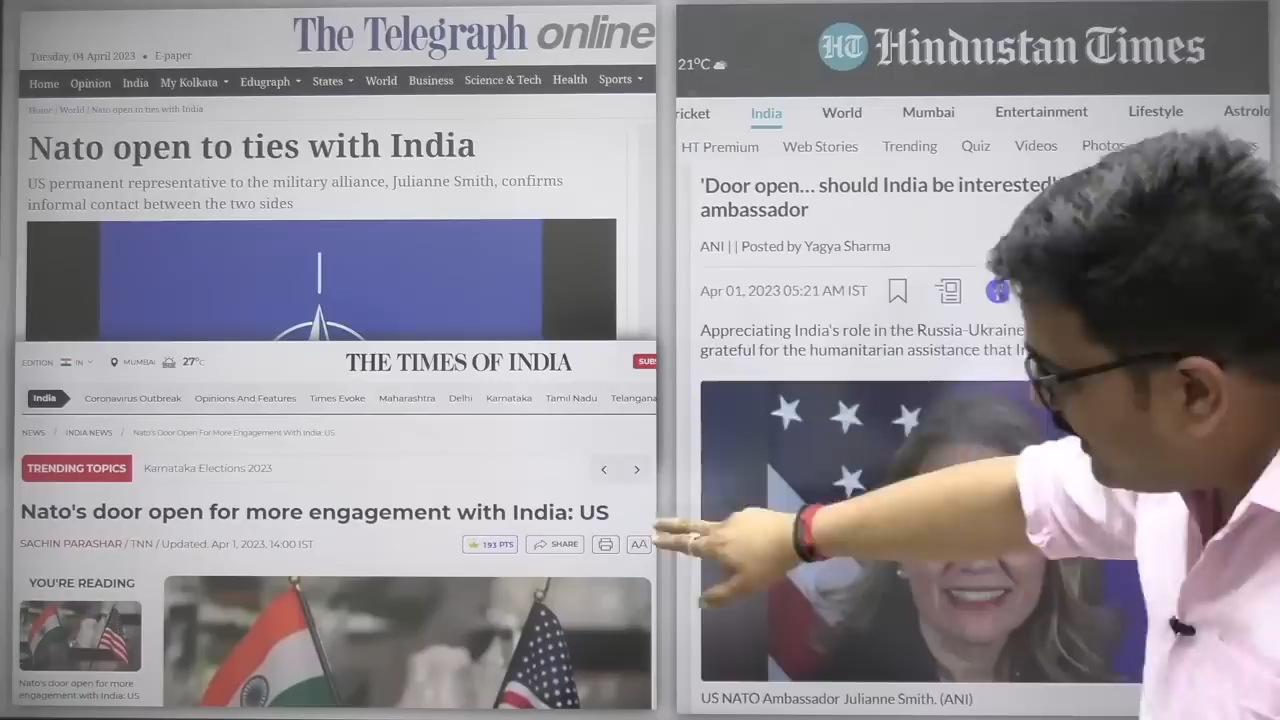 The Telegraph online
Tuesday, 04 April 2023 • E-paper
Home Opinion India My Kolkata Edugraph States World Business Science & Tech Health Sports
Home | World | Nato open to ties with India
Nato open to ties with India
US permanent representative to the military alliance, Julianne Smith, confirms
informal contact between the two sides
EDITION IN MUMBAI 27°C THE TIMES OF INDIA SUBS
India Coronavirus Outbreak Opinions And Features Times Evoke Maharashtra Delhi Karnataka Tamil Nadu Telangana
NEWS / INDIA NEWS / Nato's Door Open For More Engagement With India: US
TRENDING TOPICS Karnataka Elections 2023
Nato's door open for more engagement with India: US
SACHIN PARASHAR / TNN / Updated: Apr 1, 2023, 14:00 IST 193 PTS SHARE AA
YOU'RE READING
Nato's door open for more
engagement with India: US
HT Hindustan Times
21°C
ricket India World Mumbai Entertainment Lifestyle Astrolo
HT Premium Web Stories Trending Quiz Videos Photos
'Door open... should India be interested'
ambassador
ANI | | Posted by Yagya Sharma
Apr 01, 2023 05:21 AM IST
Appreciating India's role in the Russia-Ukraine
grateful for the humanitarian assistance that
US NATO Ambassador Julianne Smith. (ANI)